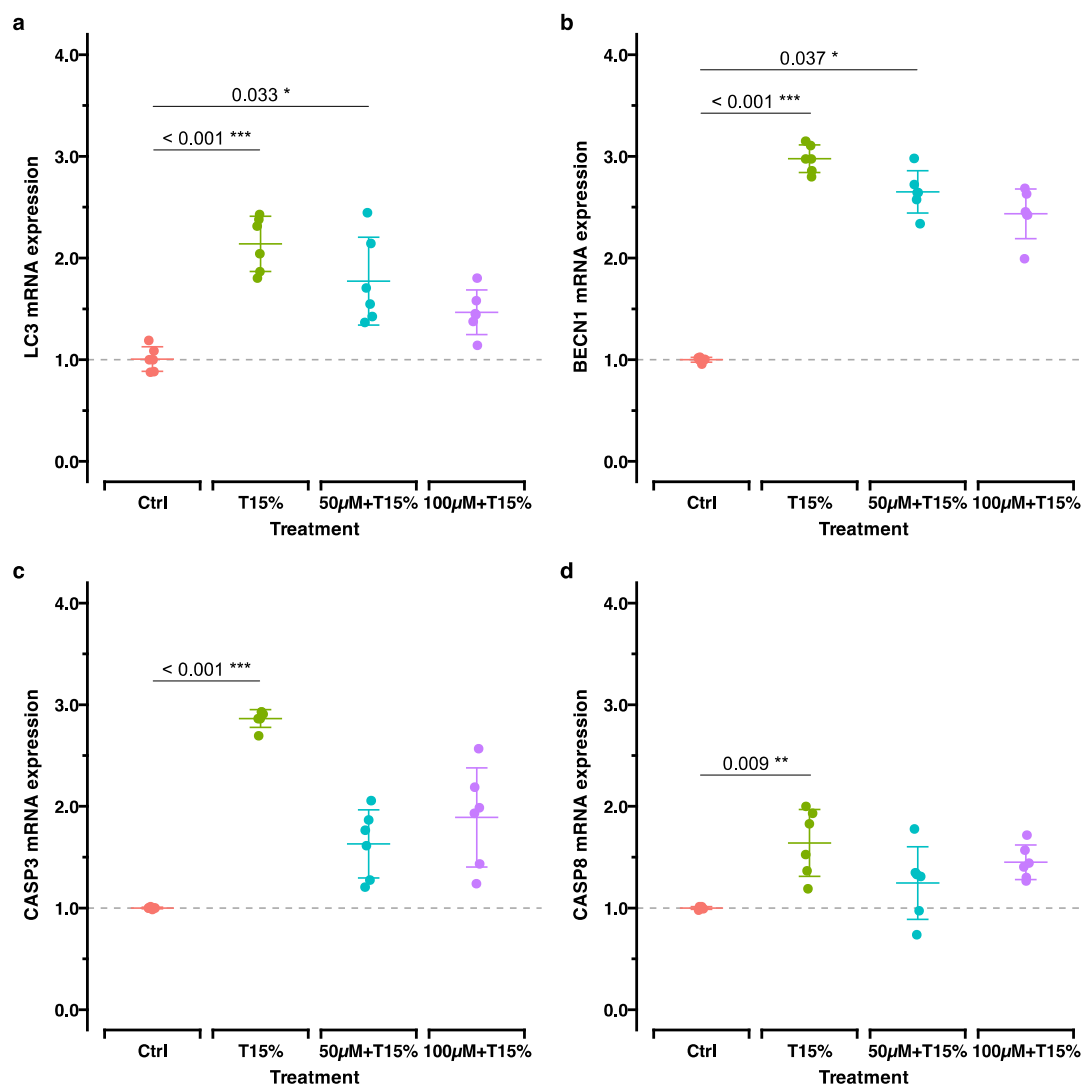 a
LC3 mRNA expression
4.0
3.0
2.0
1.0
0.0
0.033 *
< 0.001 ***
Ctrl
T15%
50µM+T15%
100µM+T15%
Treatment
b
BECN1 mRNA expression
4.0
3.0
2.0
1.0
0.0
0.037 *
< 0.001 ***
Ctrl
T15%
50µM+T15%
100µM+T15%
Treatment
c
CASP3 mRNA expression
4.0
3.0
2.0
1.0
0.0
< 0.001 ***
Ctrl
T15%
50µM+T15%
100µM+T15%
Treatment
d
CASP8 mRNA expression
4.0
3.0
2.0
1.0
0.0
0.009 **
Ctrl
T15%
50µM+T15%
100µM+T15%
Treatment